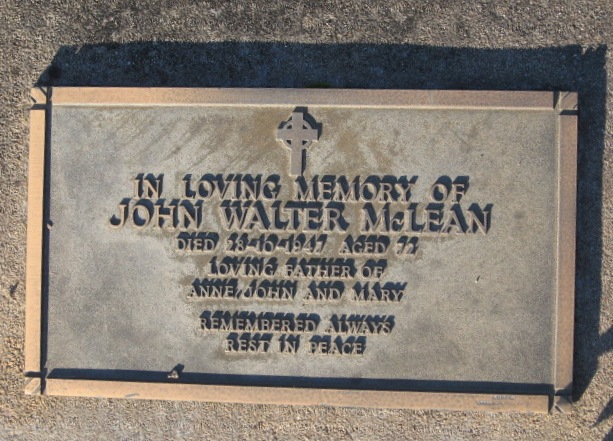 IN LOVING MEMORY OF
JOHN WALTER McLEAN
DIED 28-10-1947 AGED 72
LOVING FATHER OF
ANNE, JOHN AND MARY
REMEMBERED ALWAYS
REST IN PEACE